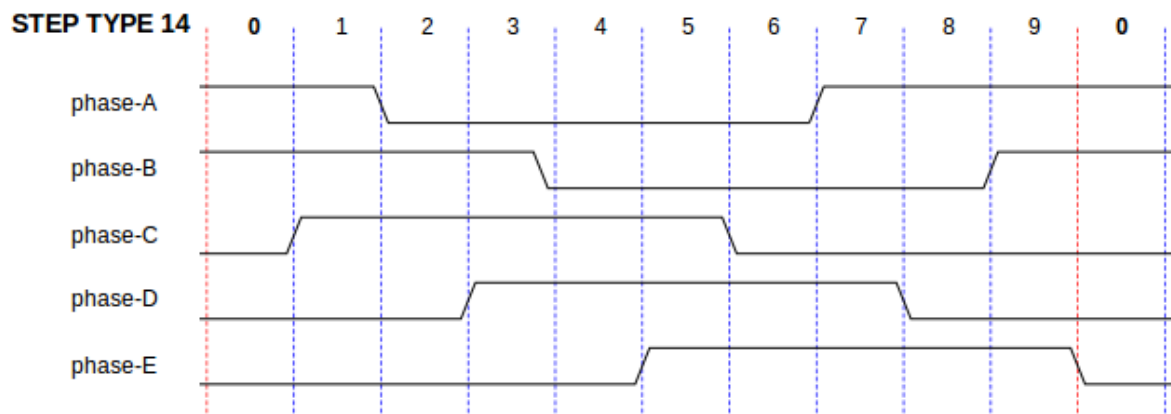 STEP TYPE 14 0 1 2 3 4 5 6 7 8 9 0
phase-A
phase-B
phase-C
phase-D
phase-E